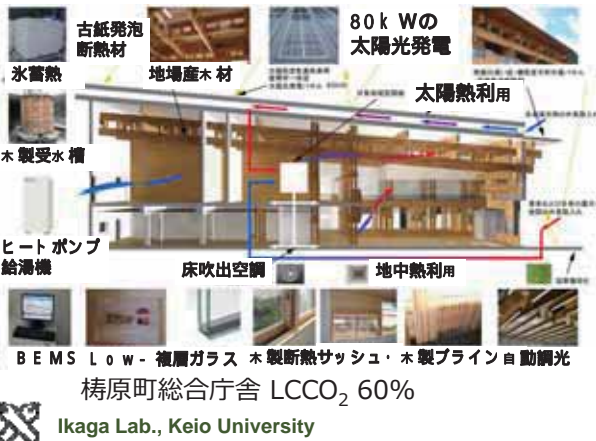 古紙発泡
断熱材
80kWの
太陽光発電
氷蓄熱
地場産木材
太陽熱利用
木製受水槽
ヒートポンプ
給湯機
床吹出空調
地中熱利用
BEMS Low-複層ガラス 木製断熱サッシュ・木製ブライン自動調光
梼原町総合庁舎 LCCO₂ 60%
Ikaga Lab., Keio University